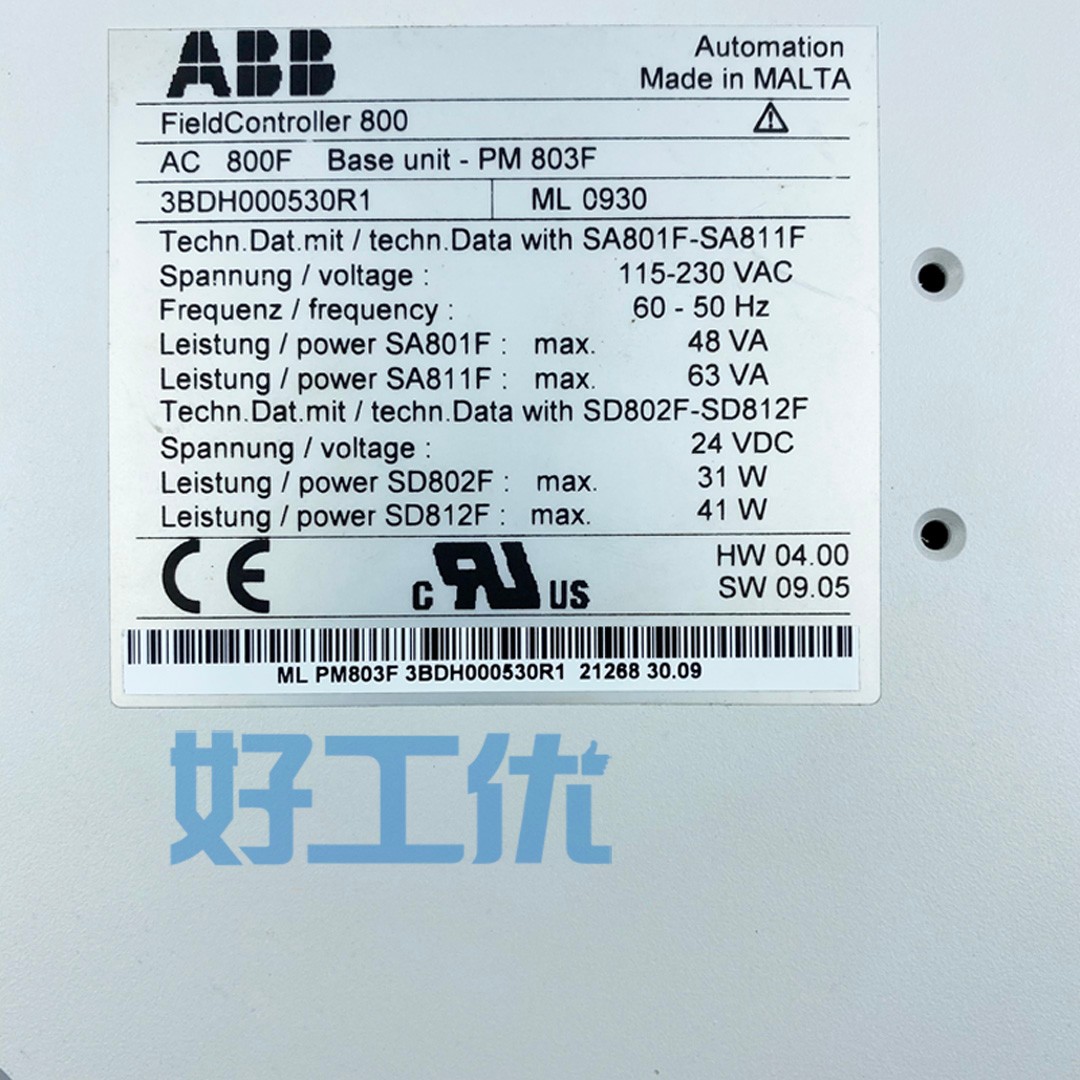 ABB
Automation
Made in MALTA
FieldController 800
AC 800F Base unit - PM 803F
3BDH000530R1 ML 0930
Techn.Dat.mit / techn.Data with SA801F-SA811F
Spannung / voltage : 115-230 VAC
Frequenz / frequency : 60 - 50 Hz
Leistung / power SA801F : max. 48 VA
Leistung / power SA811F : max. 63 VA
Techn.Dat.mit / techn.Data with SD802F-SD812F
Spannung / voltage : 24 VDC
Leistung / power SD802F : max. 31 W
Leistung / power SD812F : max. 41 W
CE c RU US HW 04.00
SW 09.05
ML PM803F 3BDH000530R1 21268 30.09
好工优